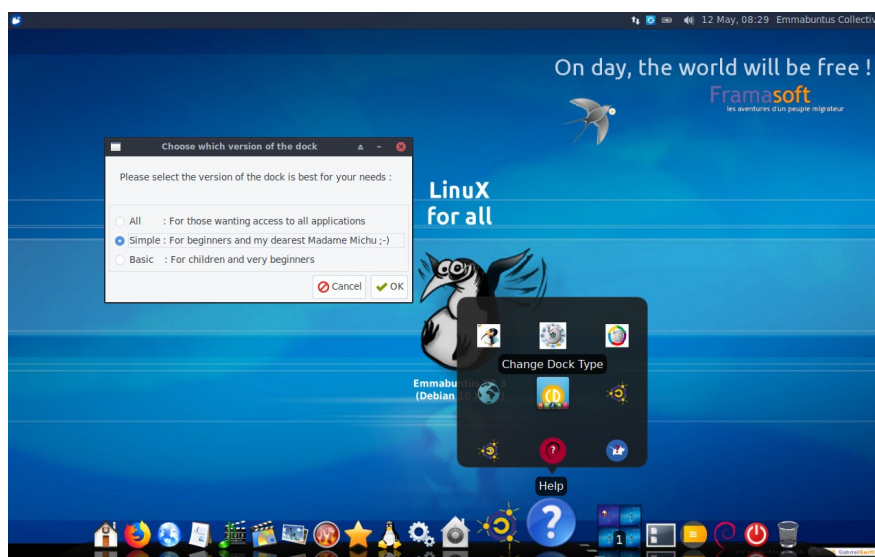 12 May, 08:29 Emmabuntus Collectiv
On day, the world will be free !
Framasoft
les aventures d'un peuple migrateur
Choose which version of the dock
Please select the version of the dock is best for your needs :
All : For those wanting access to all applications
Simple : For beginners and my dearest Madame Michu ;-)
Basic : For children and very beginners
Cancel
OK
LinuX
for all
Change Dock Type
CD
(Debian
Help
1